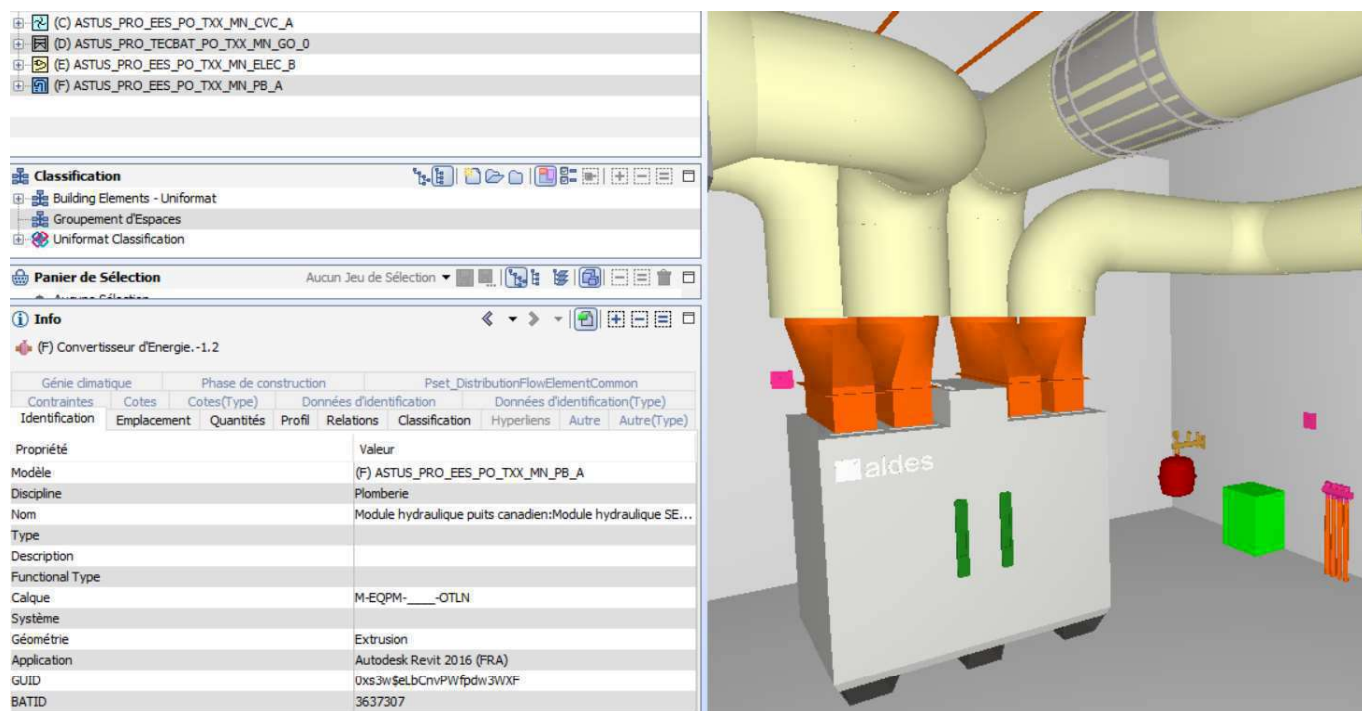 (C) ASTUS_PRO_EES_PO_TXX_MN_CVC_A
(D) ASTUS_PRO_TECBAT_PO_TXX_MN_GO_0
(E) ASTUS_PRO_EES_PO_TXX_MN_ELEC_B
(F) ASTUS_PRO_EES_PO_TXX_MN_PB_A
Classification
Building Elements - Uniformat
Groupement d'Espaces
Uniformat Classification
Panier de Sélection Aucun Jeu de Sélection
Info
(F) Convertisseur d'Energie.-1.2
Génie climatique Phase de construction Pset_DistributionFlowElementCommon
Contraintes Cotes Cotes(Type) Données d'identification Données d'identification(Type)
Identification Emplacement Quantités Profil Relations Classification Hyperliens Autre Autre(Type)
Propriété Valeur
Modèle (F) ASTUS_PRO_EES_PO_TXX_MN_PB_A
Discipline Plomberie
Nom Module hydraulique puits canadien:Module hydraulique SE...
Type
Description
Functional Type
Calque M-EQPM-____-OTLN
Système
Géométrie Extrusion
Application Autodesk Revit 2016 (FRA)
GUID 0xs3w$eLbCnvPWfpdw3WXF
BATID 3637307
aldes